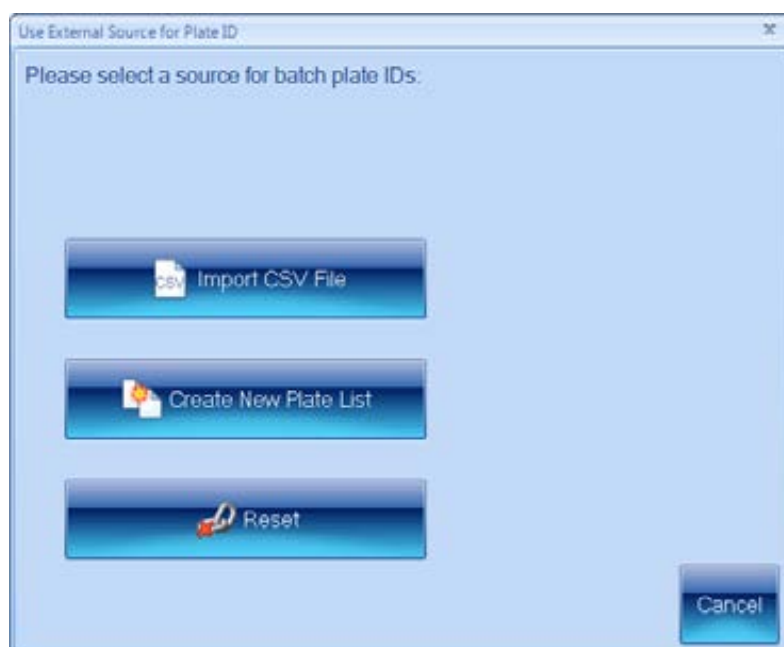 Use External Source for Plate ID
Please select a source for batch plate IDs:
CSV
Import CSV File
Create New Plate List
Reset
Cancel